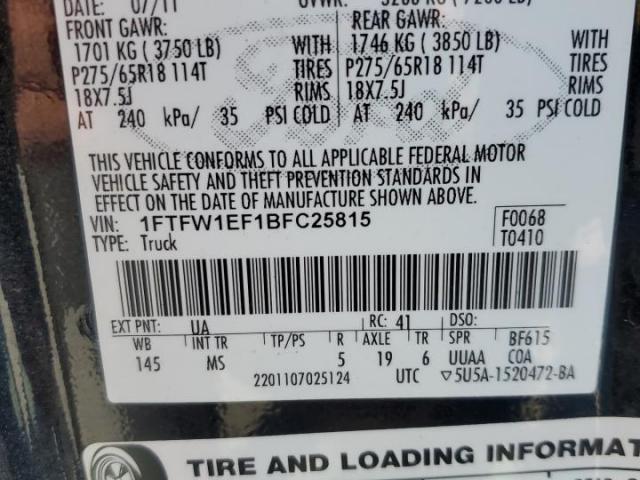 DATE: 07/11 GVWR: 3266 KG ( 7200 LB)
FRONT GAWR: REAR GAWR:
1701 KG ( 3750 LB) WITH 1746 KG ( 3850 LB) WITH
P275/65R18 114T TIRES P275/65R18 114T TIRES
18X7.5J RIMS 18X7.5J RIMS
AT 240 kPa/ 35 PSI COLD AT 240 kPa/ 35 PSI COLD
THIS VEHICLE CONFORMS TO ALL APPLICABLE FEDERAL MOTOR
VEHICLE SAFETY AND THEFT PREVENTION STANDARDS IN
EFFECT ON THE DATE OF MANUFACTURE SHOWN ABOVE.
VIN: 1FTFW1EF1BFC25815 F0068
TYPE: Truck T0410
EXT PNT: UA RC: 41 DSO:
WB INT TR TP/PS R AXLE TR SPR BF615
145 MS 5 19 6 UUAA COA
2201107025124 UTC ▽5U5A-1520472-BA
TIRE AND LOADING INFORMAT